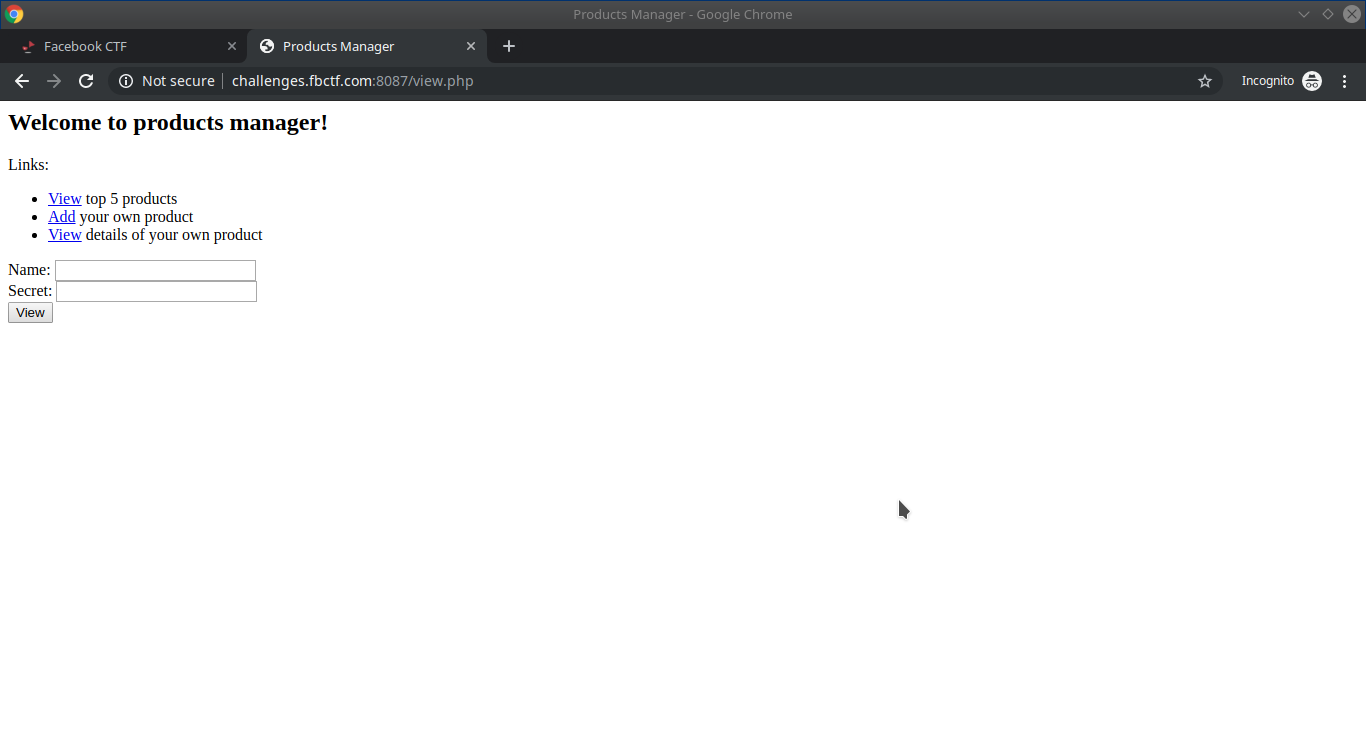 Products Manager - Google Chrome
Facebook CTF
Products Manager
Not secure challenges.fbctf.com:8087/view.php
Incognito
Welcome to products manager!
Links:
View top 5 products
Add your own product
View details of your own product
Name:
Secret:
View